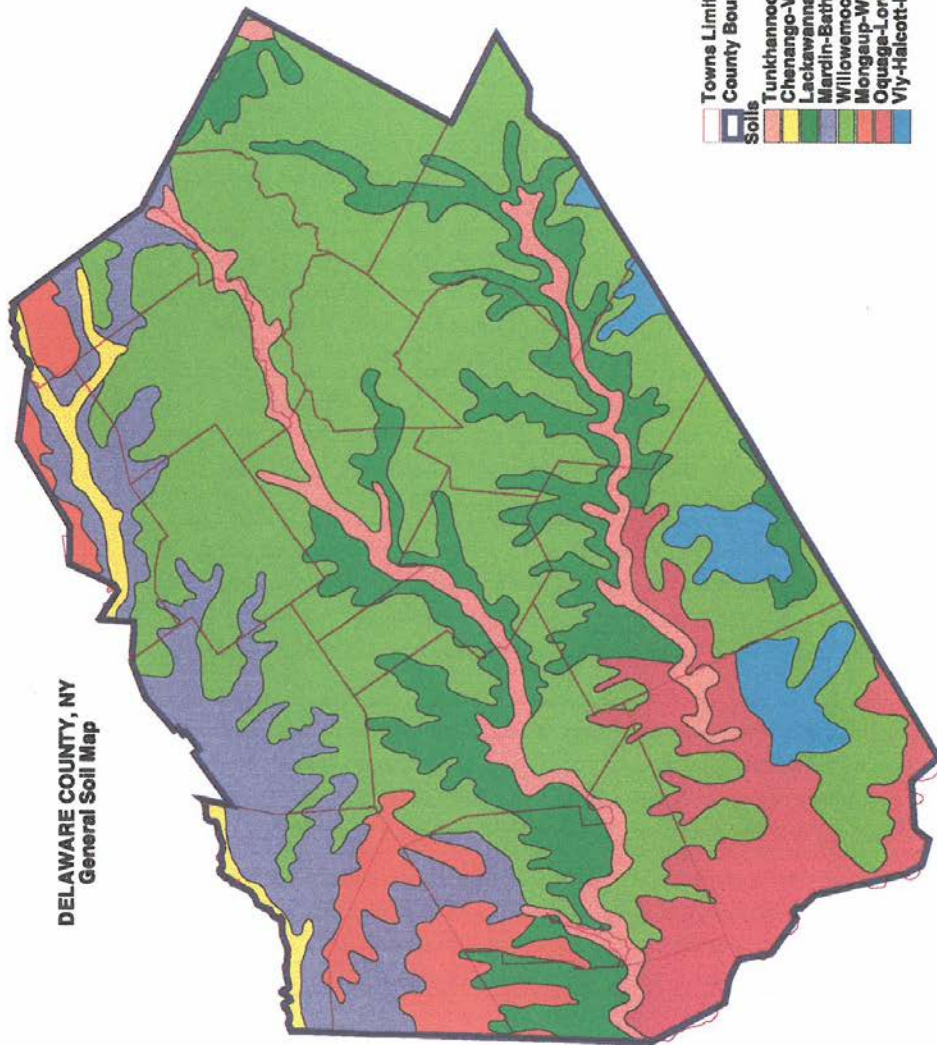 DELAWARE COUNTY, NY
General Soil Map
Towns Limi
County Bou
Soils
Tunkhannoc
Chenango-V
Lackawanna
Mardin-Bath
Willowemoc
Mongaup-W
Oquaga-Lor
Vly-Halcott-